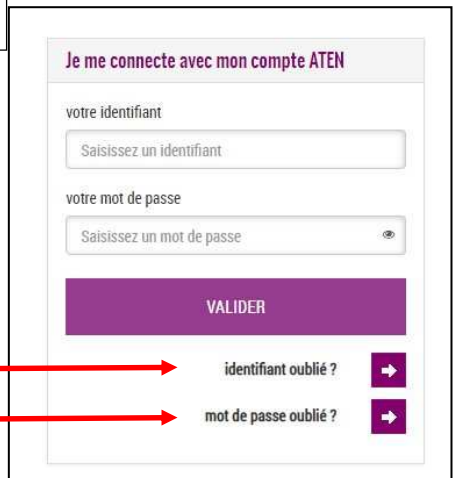 Je me connecte avec mon compte ATEN
votre identifiant
Saisissez un identifiant
votre mot de passe
Saisissez un mot de passe
VALIDER
identifiant oublié ?
mot de passe oublié ?